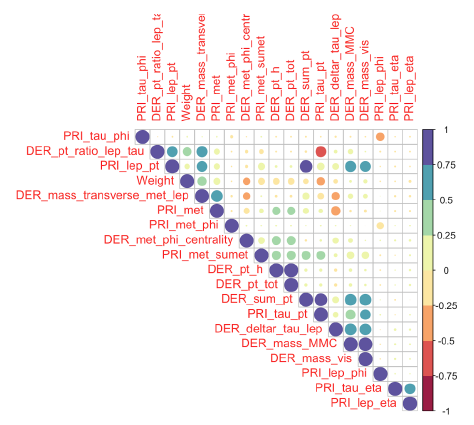 PRI_tau_phi
DER_pt_ratio_lep_ta
PRI_lep_pt
Weight
DER_mass_transver
PRI_met
PRI_met_phi
DER_met_phi_centr
PRI_met_sumet
DER_pt_h
DER_pt_tot
DER_sum_pt
PRI_tau_pt
DER_deltar_tau_lep
DER_mass_MMC
DER_mass_vis
PRI_lep_phi
PRI_tau_eta
PRI_lep_eta
PRI_tau_phi
DER_pt_ratio_lep_tau
PRI_lep_pt
Weight
DER_mass_transverse_met_lep
PRI_met
PRI_met_phi
DER_met_phi_centrality
PRI_met_sumet
DER_pt_h
DER_pt_tot
DER_sum_pt
PRI_tau_pt
DER_deltar_tau_lep
DER_mass_MMC
DER_mass_vis
PRI_lep_phi
PRI_tau_eta
PRI_lep_eta
1
0.75
0.5
0.25
0
-0.25
-0.5
-0.75
-1